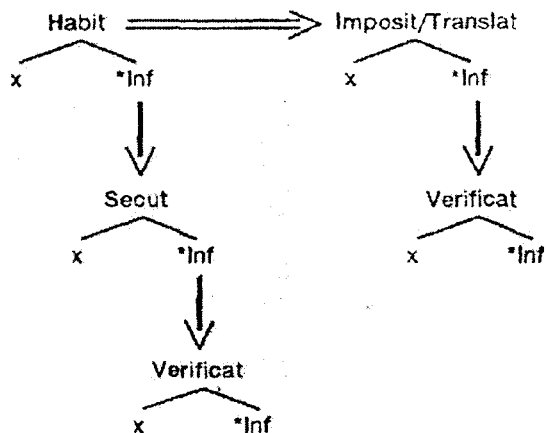 Habit Imposit/Translat
x *Inf x *Inf
Secut Verificat
x *Inf x *Inf
Verificat
x *Inf